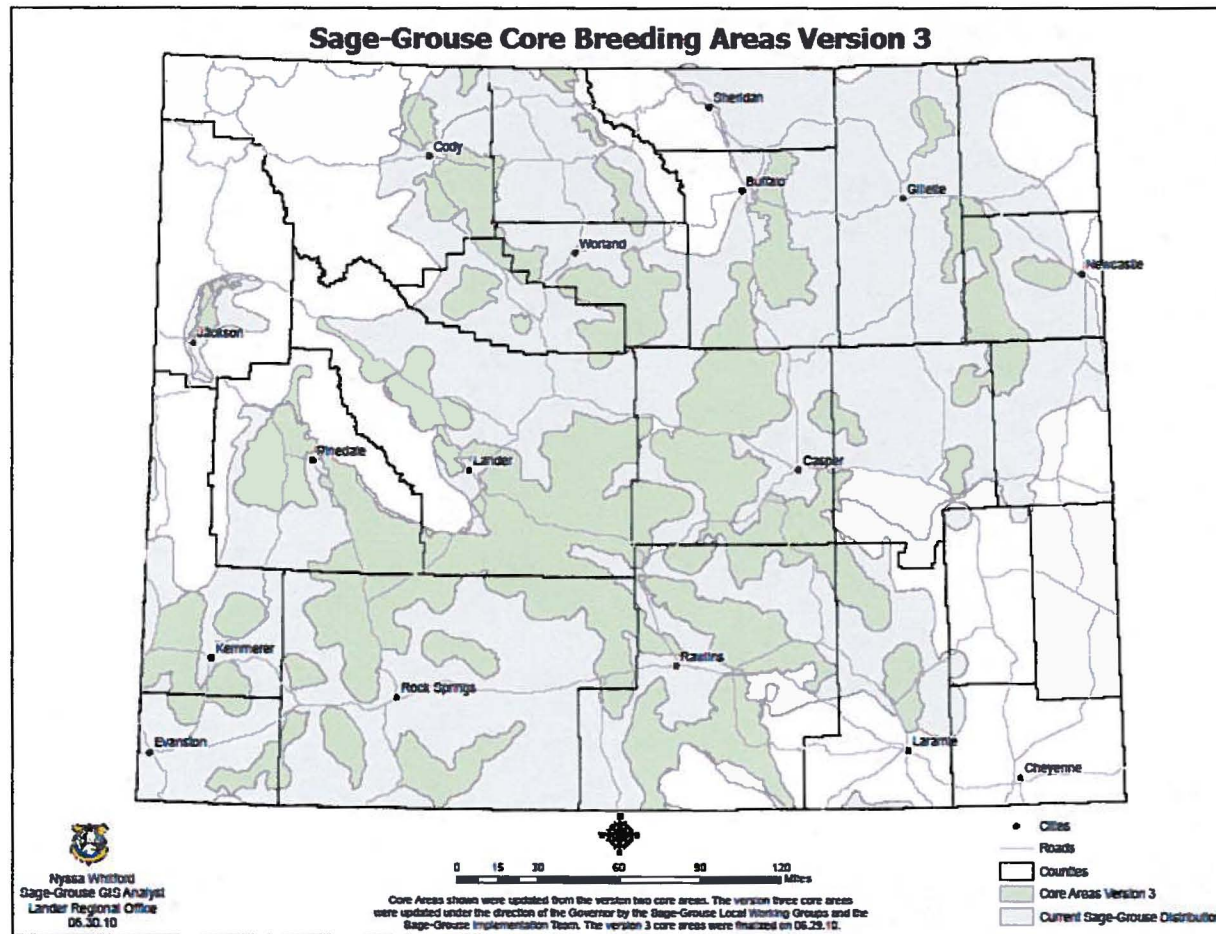 Sage-Grouse Core Breeding Areas Version 3
Sheridan
Cody
Buffalo
Gillette
Worland
Newcastle
Jackson
Pinedale
Lander
Casper
Kemmerer
Rawlins
Rock Springs
Evanston
Laramie
Cheyenne
Nyssa Whitford
Sage-Grouse GIS Analyst
Lander Regional Office
06.30.10
0 15 30 60 90 120
Miles
Core Areas shown were updated from the version two core areas. The version three core areas
were updated under the direction of the Governor by the Sage-Grouse Local Working Groups and the
Sage-Grouse Implementation Team. The version 3 core areas were finalized on 06.29.10.
Cities
Roads
Counties
Core Areas Version 3
Current Sage-Grouse Distribution